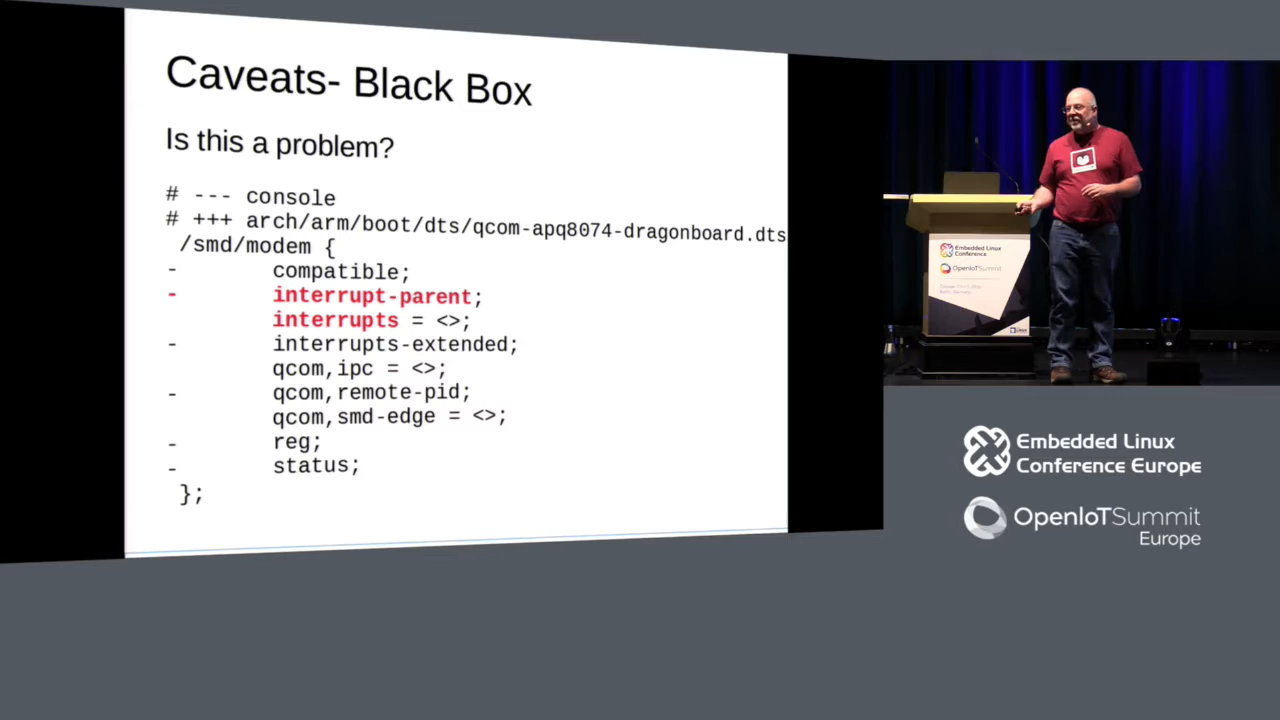 Caveats- Black Box
Is this a problem?
# --- console
# +++ arch/arm/boot/dts/qcom-apq8074-dragonboard.dts
/smd/modem {
- compatible;
- interrupt-parent;
interrupts = <>;
- interrupts-extended;
qcom,ipc = <>;
- qcom,remote-pid;
qcom,smd-edge = <>;
- reg;
- status;
};
Embedded Linux
Conference
OpenIoTSummit
Embedded Linux
Conference Europe
OpenIoTSummit
Europe